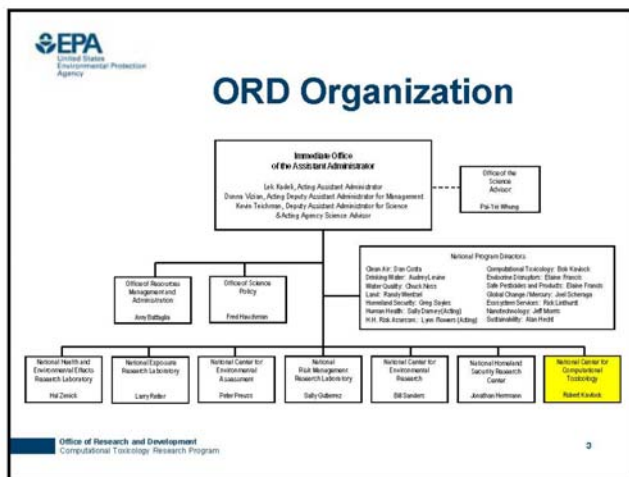 EPA
United States
Environmental Protection
Agency
ORD Organization
Immediate Office
of the Assistant Administrator
Lek Kadeli, Acting Assistant Administrator
Donna Vizian, Acting Deputy Assistant Administrator for Management
Kevin Teichman, Deputy Assistant Administrator for Science
& Acting Agency Science Advisor
Office of the
Science
Advisor
Pai-Yei Whung
National Program Directors
Clean Air: Dan Costa
Drinking Water: Audrey Levine
Water Quality: Chuck Noss
Land: Randy Wentsel
Homeland Security: Greg Sayles
Human Health: Sally Darney (Acting)
H.H. Risk Assessm: Lynn Flowers (Acting)
Computational Toxicology: Bob Kavlock
Endocrine Disruptors: Elaine Francis
Safe Pesticides and Products: Elaine Francis
Global Change / Mercury: Joel Scheraga
Ecosystem Services: Rick Linthurst
Nanotechnology: Jeff Morris
Sustainability: Alan Hecht
Office of Resources
Management and
Administration
Amy Battaglia
Office of Science
Policy
Fred Hauchman
National Health and
Environmental Effects
Research Laboratory
Hal Zenick
National Exposure
Research Laboratory
Larry Reiter
National Center for
Environmental
Assessment
Peter Preuss
National
Risk Management
Research Laboratory
Sally Gutierrez
National Center for
Environmental
Research
Bill Sanders
National Homeland
Security Research
Center
Jonathan Herrmann
National Center for
Computational
Toxicology
Robert Kavlock
Office of Research and Development
Computational Toxicology Research Program
3